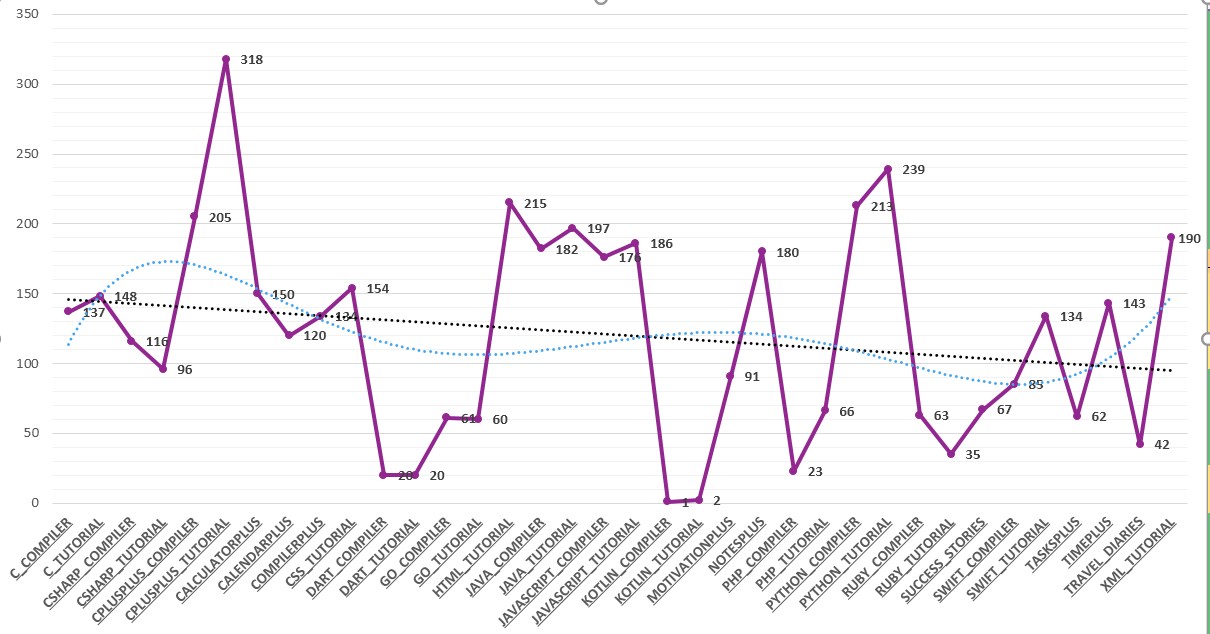 350
300
250
200
150
100
50
0
137
148
116
96
205
318
150
120
134
154
20
20
61
60
215
182
197
176
186
1
2
91
180
23
66
213
239
63
35
67
85
134
62
143
42
190
C_COMPILER
C_TUTORIAL
CSHARP_COMPILER
CSHARP_TUTORIAL
CPLUSPLUS_COMPILER
CPLUSPLUS_TUTORIAL
CALCULATORPLUS
CALENDARPLUS
COMPILERPLUS
CSS_TUTORIAL
DART_COMPILER
DART_TUTORIAL
GO_COMPILER
GO_TUTORIAL
HTML_TUTORIAL
JAVA_COMPILER
JAVA_TUTORIAL
JAVASCRIPT_COMPILER
JAVASCRIPT_TUTORIAL
KOTLIN_COMPILER
KOTLIN_TUTORIAL
MOTIVATIONPLUS
NOTESPLUS
PHP_COMPILER
PHP_TUTORIAL
PYTHON_COMPILER
PYTHON_TUTORIAL
RUBY_COMPILER
RUBY_TUTORIAL
SUCCESS_STORIES
SWIFT_COMPILER
SWIFT_TUTORIAL
TASKSPLUS
TIMEPLUS
TRAVEL_DIARIES
XML_TUTORIAL